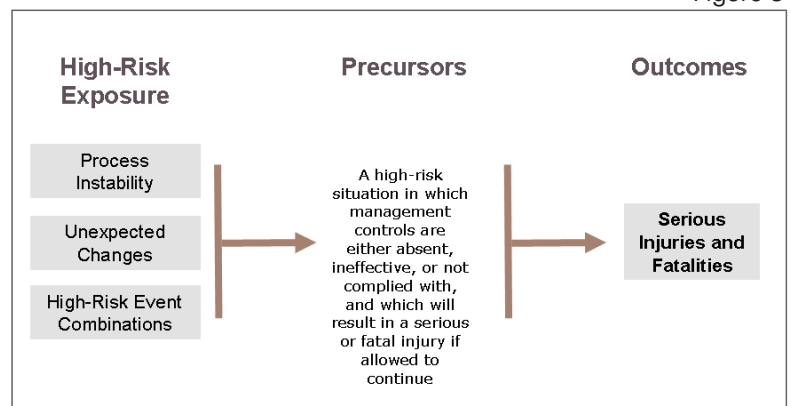 High-Risk
Exposure
Precursors
Outcomes
Process
Instability
Unexpected
Changes
High-Risk Event
Combinations
A high-risk
situation in which
management
controls are
either absent,
ineffective, or not
complied with,
and which will
result in a serious
or fatal injury if
allowed to
continue
Serious
Injuries and
Fatalities